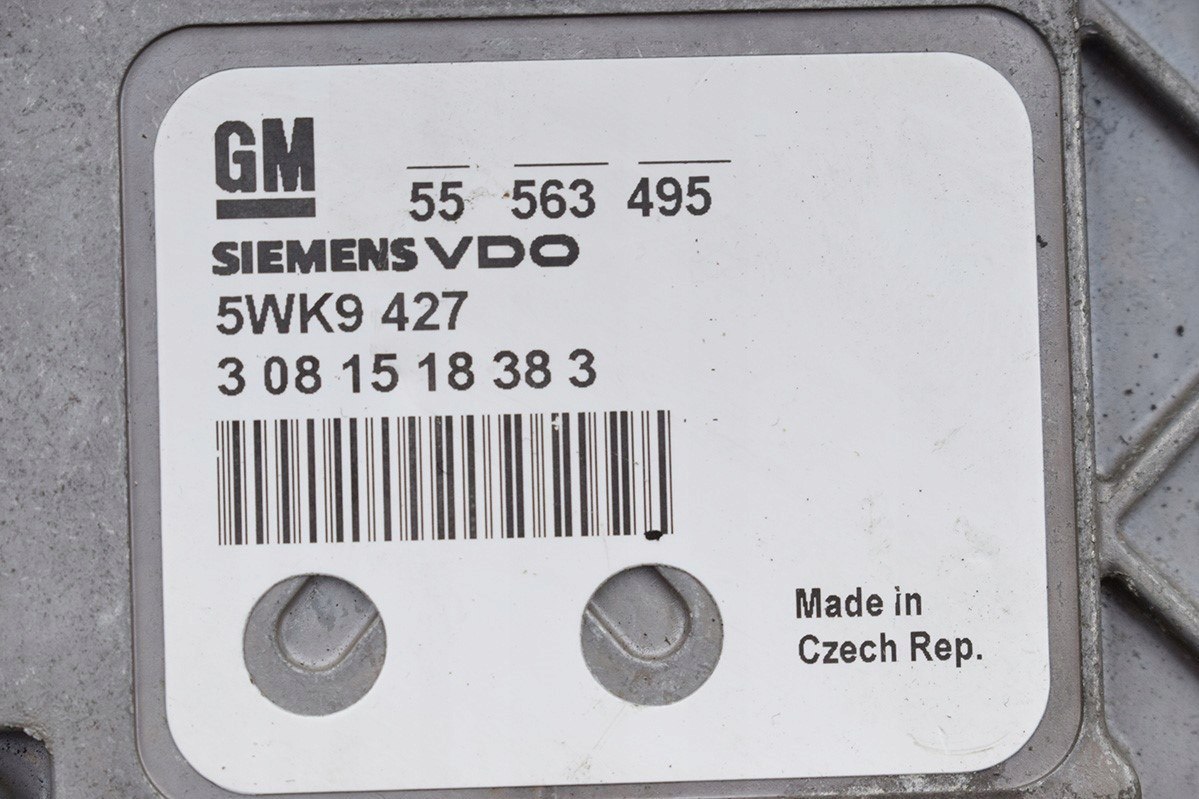 GM 55 563 495
SIEMENS VDO
5WK9 427
3 08 15 18 38 3
Made in
Czech Rep.